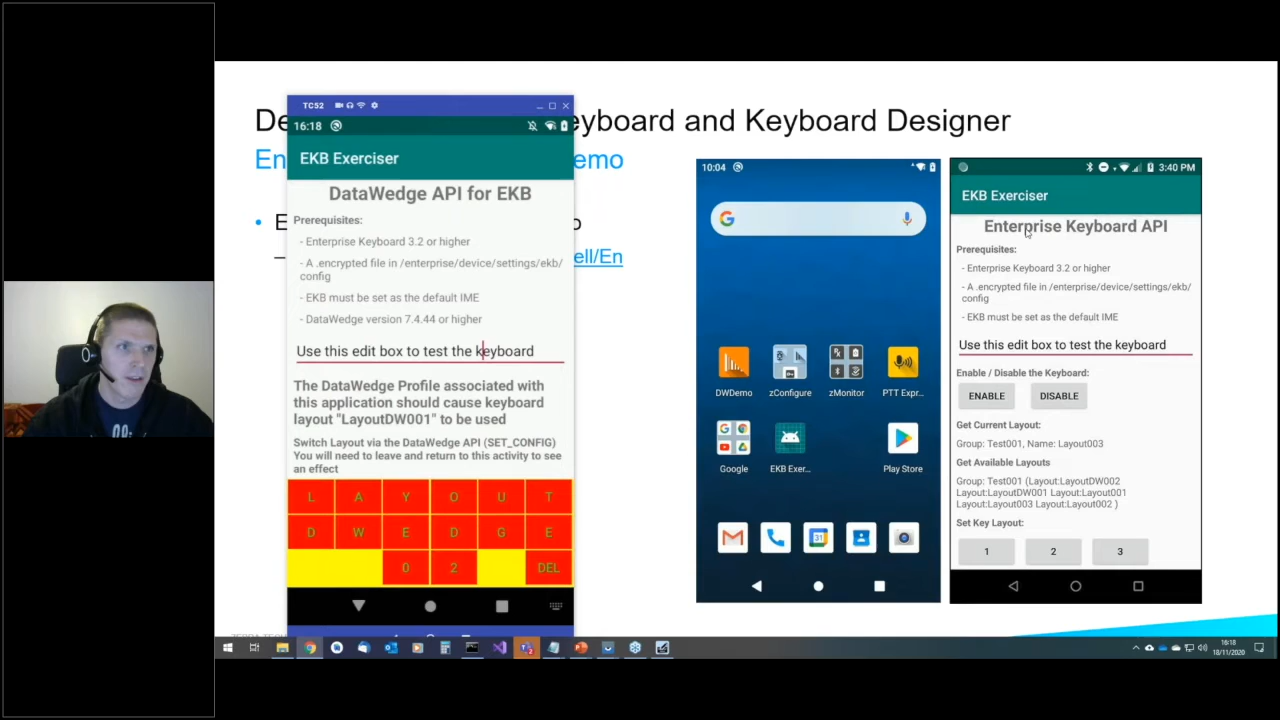 De
eyboard and Keyboard Designer
En
emo
E
o
–
ell/En
TC52
16:18
EKB Exerciser
DataWedge API for EKB
Prerequisites:
- Enterprise Keyboard 3.2 or higher
- A .encrypted file in /enterprise/device/settings/ekb/
config
- EKB must be set as the default IME
- DataWedge version 7.4.44 or higher
Use this edit box to test the keyboard
The DataWedge Profile associated with
this application should cause keyboard
layout "LayoutDW001" to be used
Switch Layout via the DataWedge API (SET_CONFIG)
You will need to leave and return to this activity to see
an effect
L A Y O U T
D W E D G E
0 2 DEL
10:04
DWDemo zConfigure zMonitor PTT Expr...
Google EKB Exer... Play Store
31
3:40 PM
EKB Exerciser
Enterprise Keyboard API
Prerequisites:
- Enterprise Keyboard 3.2 or higher
- A .encrypted file in /enterprise/device/settings/ekb/
config
- EKB must be set as the default IME
Use this edit box to test the keyboard
Enable / Disable the Keyboard:
ENABLE DISABLE
Get Current Layout:
Group: Test001, Name: Layout003
Get Available Layouts
Group: Test001 (Layout:LayoutDW002
Layout:LayoutDW001 Layout:Layout001
Layout:Layout003 Layout:Layout002 )
Set Key Layout:
1 2 3
16:18
18/11/2020